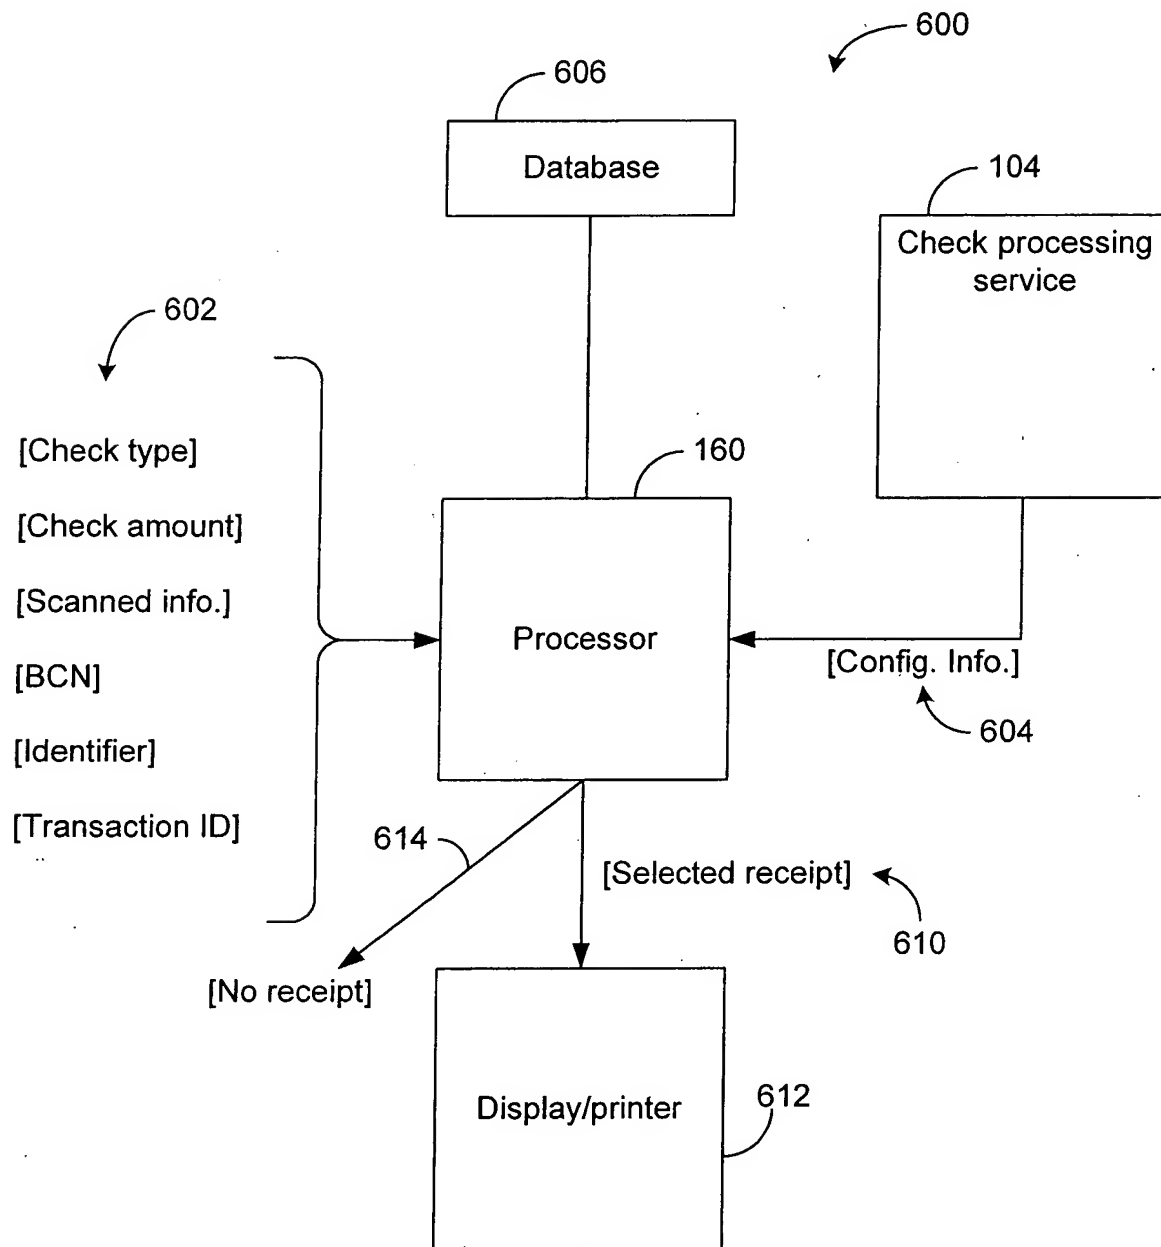 600
606
Database
104
Check processing
service
602
[Check type]
160
[Check amount]
[Scanned info.]
Processor
[BCN]
[Config. Info.]
604
[Identifier]
[Transaction ID]
614
[Selected receipt]
610
[No receipt]
Display/printer
612